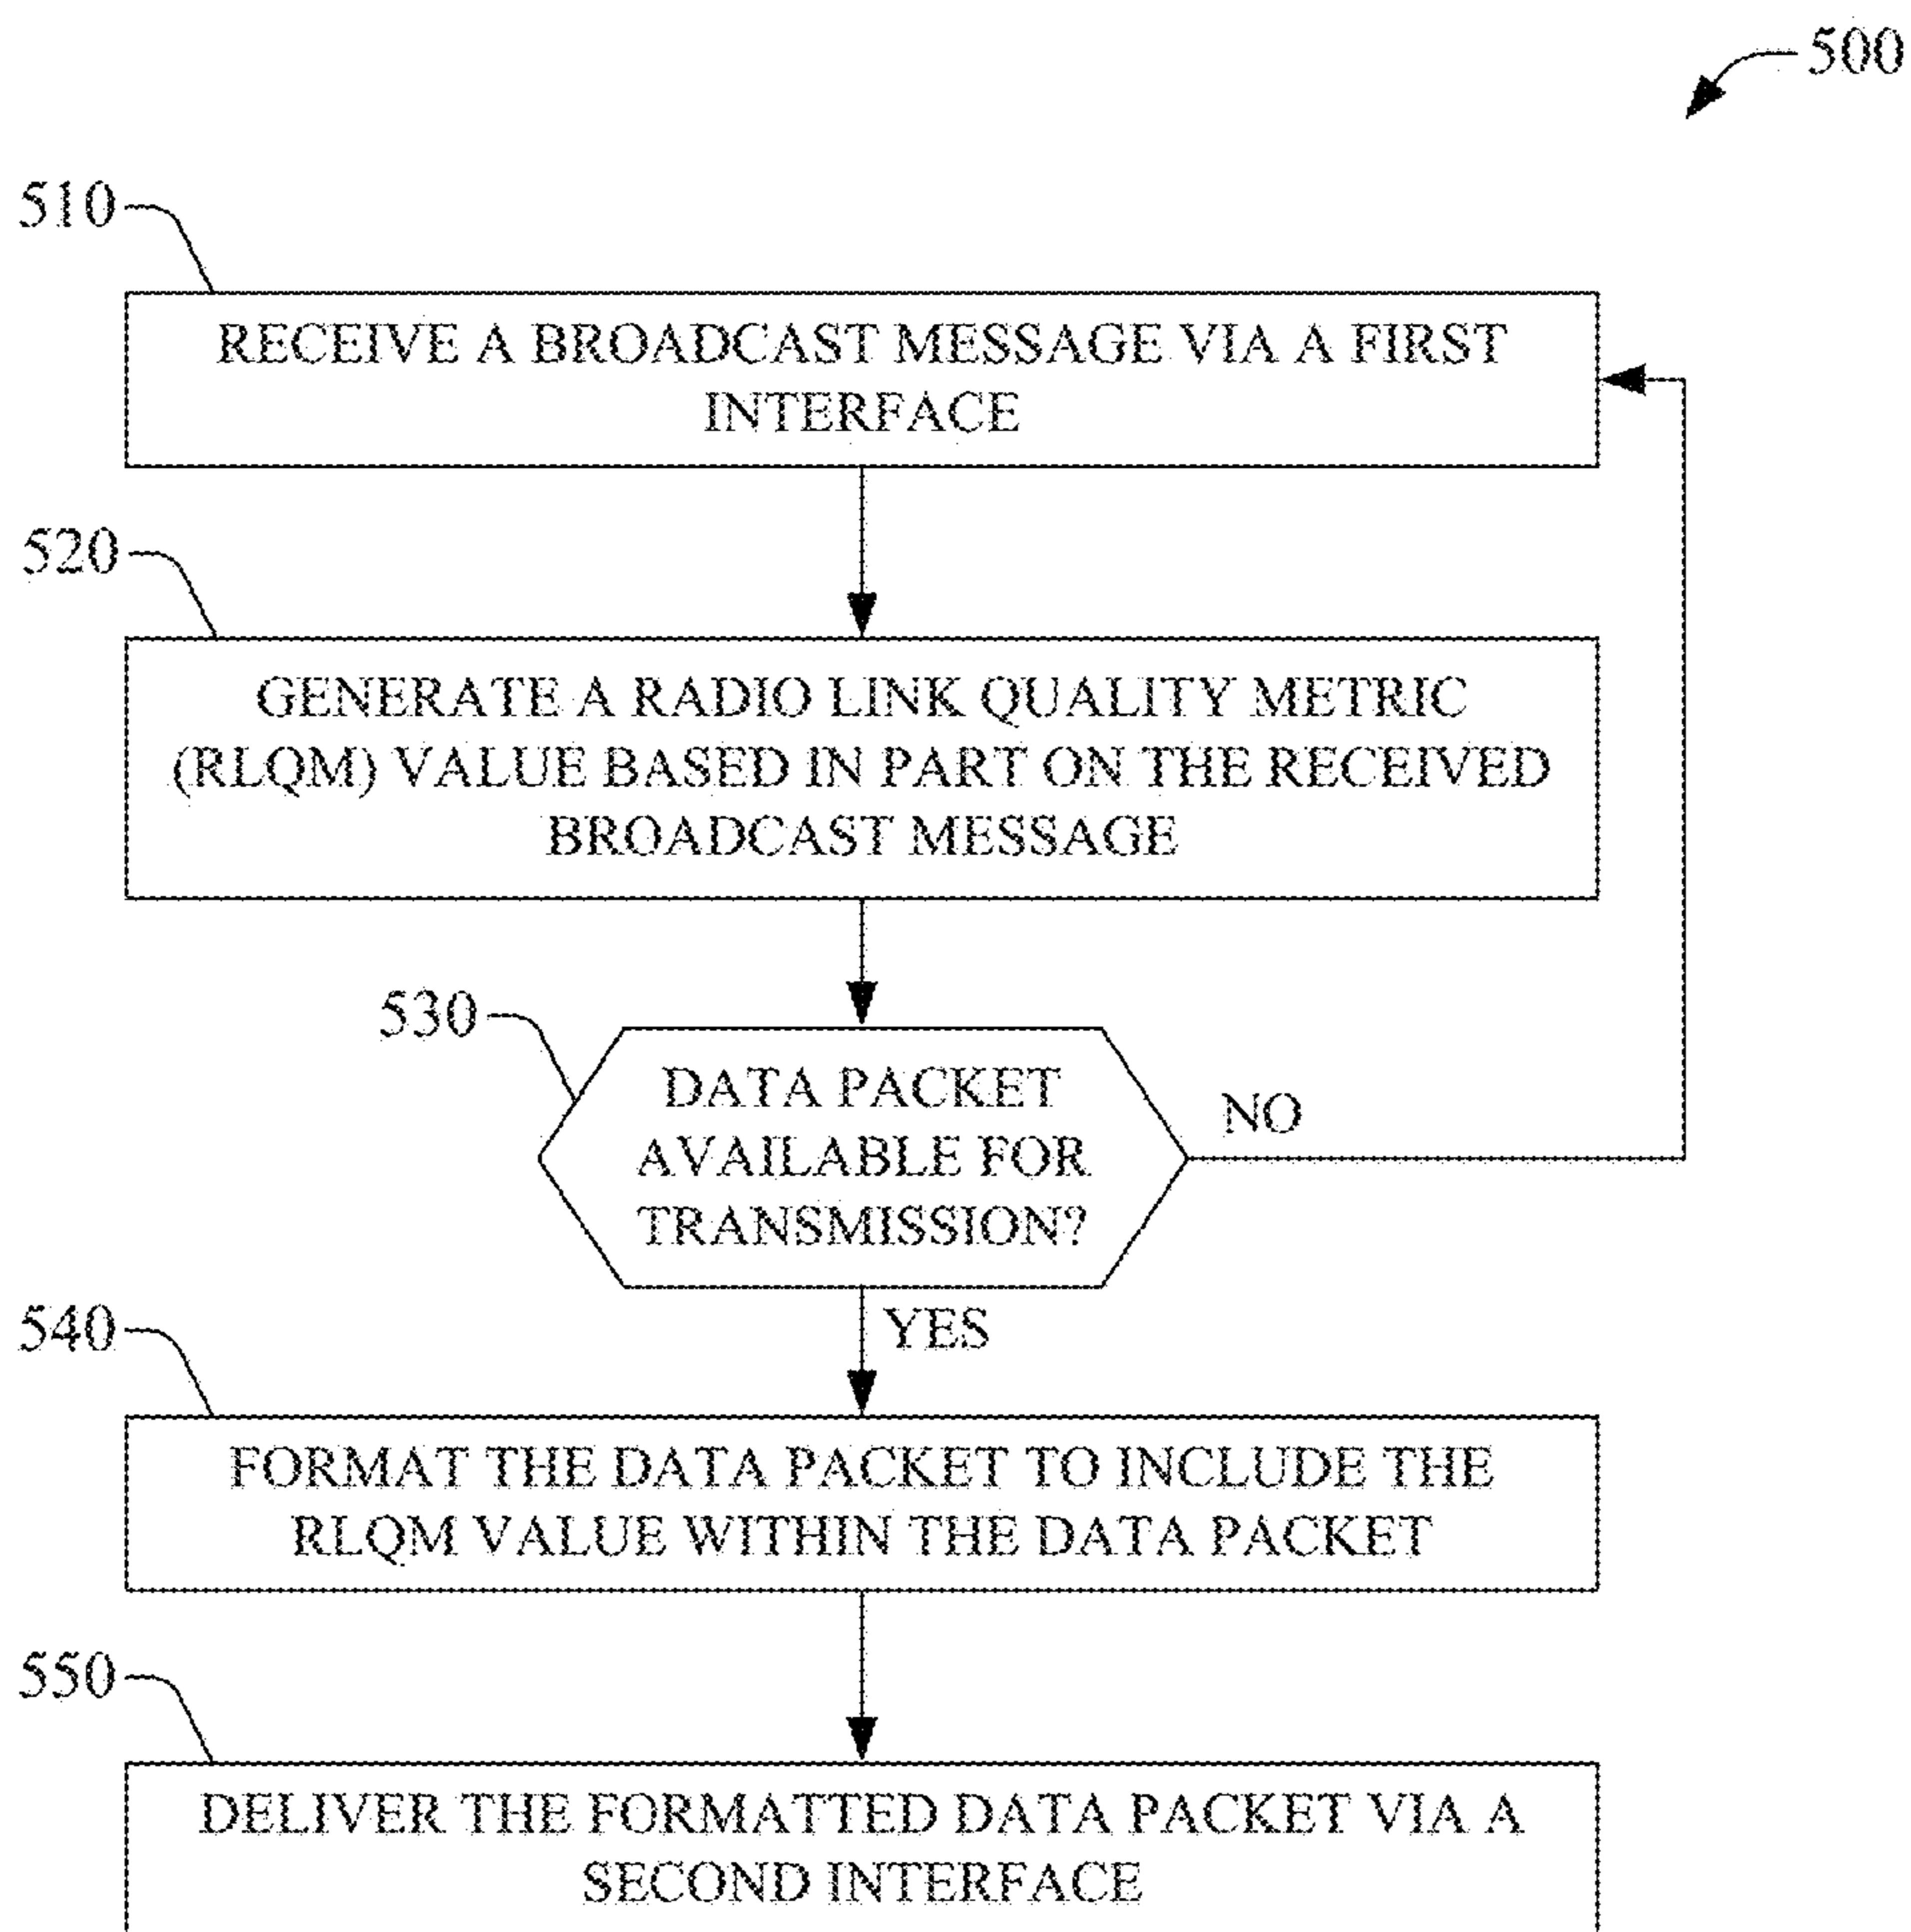 500
510
RECEIVE A BROADCAST MESSAGE VIA A FIRST
INTERFACE
520
GENERATE A RADIO LINK QUALITY METRIC
(RLQM) VALUE BASED IN PART ON THE RECEIVED
BROADCAST MESSAGE
530
DATA PACKET
AVAILABLE FOR
TRANSMISSION?
NO
YES
540
FORMAT THE DATA PACKET TO INCLUDE THE
RLQM VALUE WITHIN THE DATA PACKET
550
DELIVER THE FORMATTED DATA PACKET VIA A
SECOND INTERFACE